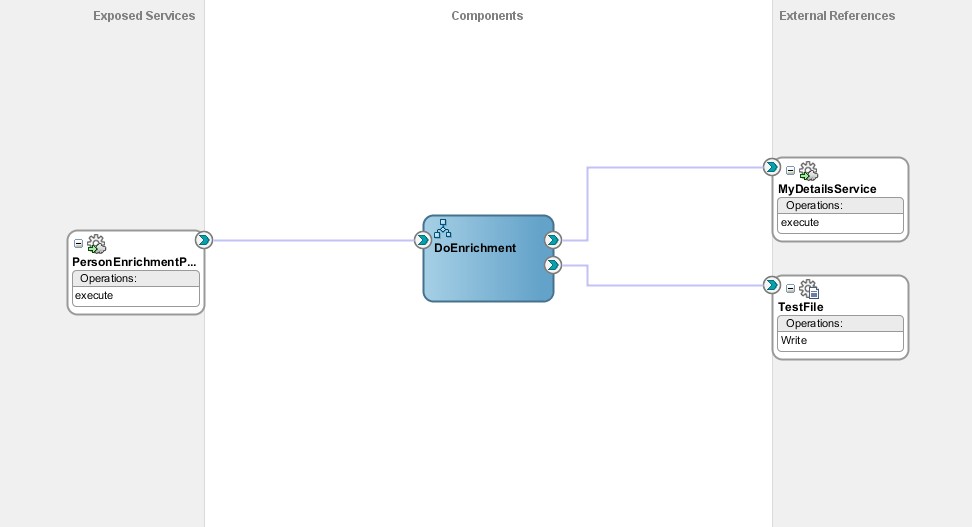 Exposed Services
Components
External References
MyDetailsService
Operations:
execute
DoEnrichment
PersonEnrichmentP...
Operations:
execute
TestFile
Operations:
Write